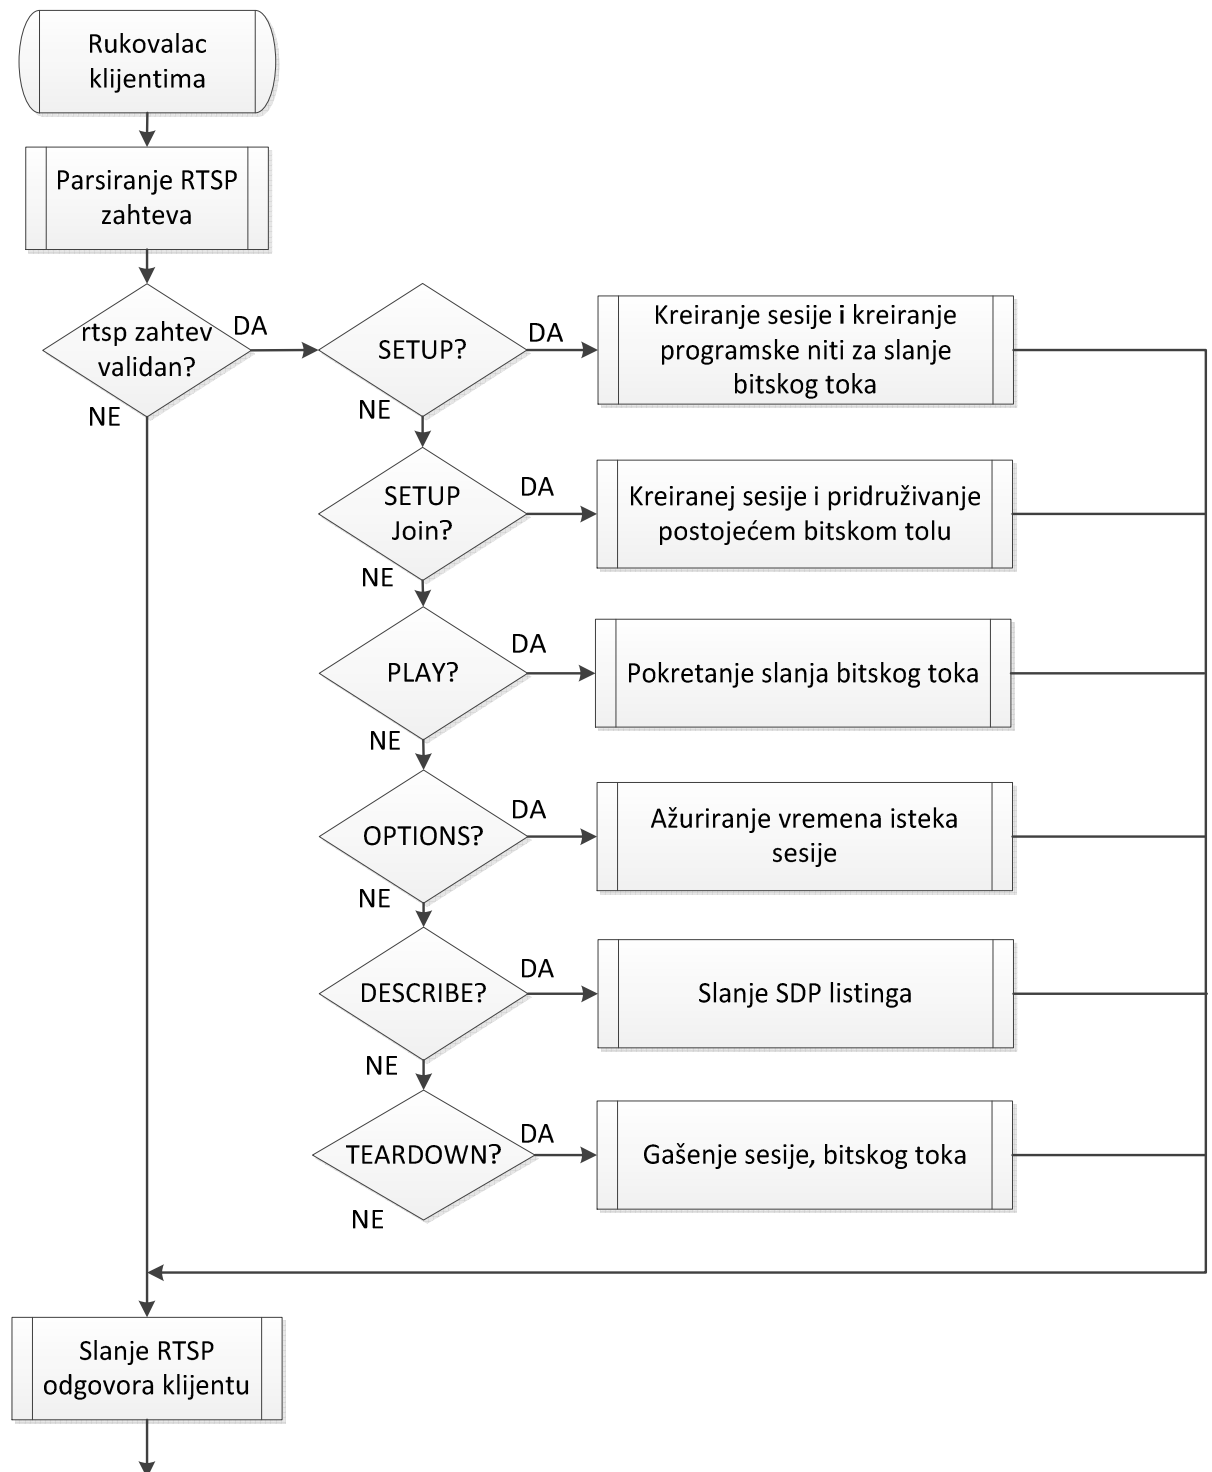 Rukovalac
klijentima
Parsiranje RTSP
zahteva
rtsp zahtev
validan?
DA
NE
SETUP?
DA
NE
Kreiranje sesije i kreiranje
programske niti za slanje
bitskog toka
SETUP
Join?
DA
NE
Kreiranej sesije i pridruživanje
postojećem bitskom tolu
PLAY?
DA
NE
Pokretanje slanja bitskog toka
OPTIONS?
DA
NE
Ažuriranje vremena isteka
sesije
DESCRIBE?
DA
NE
Slanje SDP listinga
TEARDOWN?
DA
NE
Gašenje sesije, bitskog toka
Slanje RTSP
odgovora klijentu